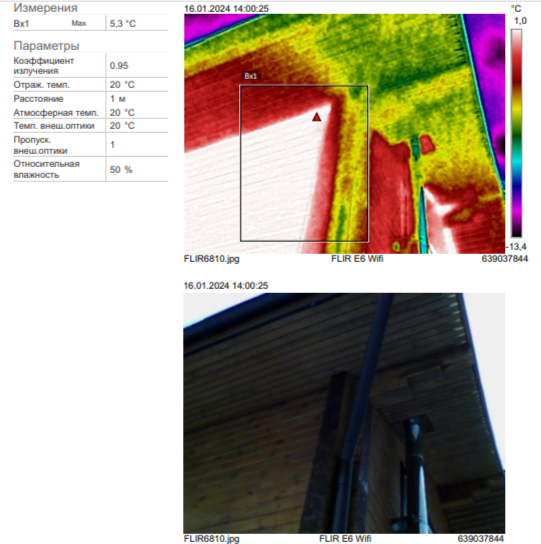 Измерения
Bx1 Max 5,3 °C
Параметры
Коэффициент
излучения
0.95
Отраж. темп. 20 °C
Расстояние 1 м
Атмосферная темп. 20 °C
Темп. внеш.оптики 20 °C
Пропуск.
внеш.оптики
1
Относительная
влажность
50 %
16.01.2024 14:00:25
°C
1,0
Bx1
-13,4
FLIR6810.jpg FLIR E6 Wifi 639037844
16.01.2024 14:00:25
FLIR6810.jpg FLIR E6 Wifi 639037844